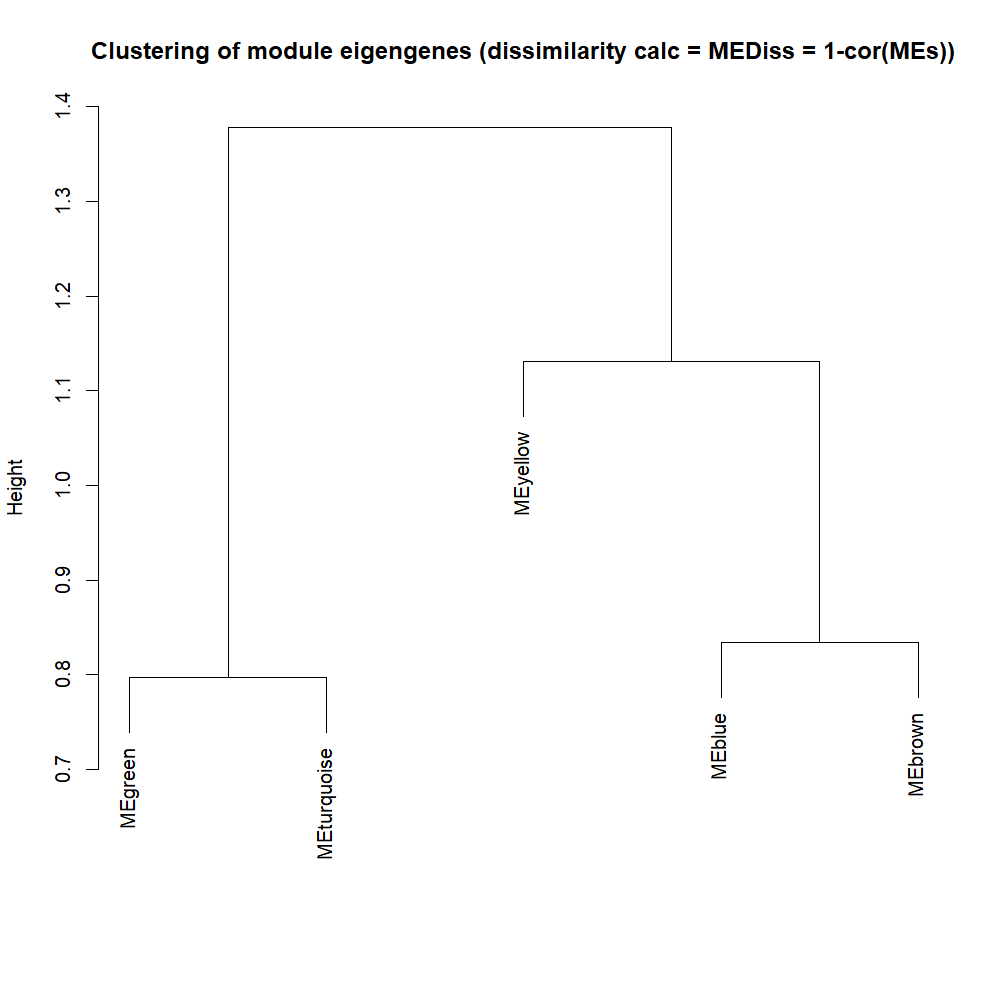 Clustering of module eigengenes (dissimilarity calc = MEDiss = 1-cor(MEs))
Height
1.4
1.3
1.2
1.1
1.0
0.9
0.8
0.7
MEgreen
MEturquoise
MEyellow
MEblue
MEbrown